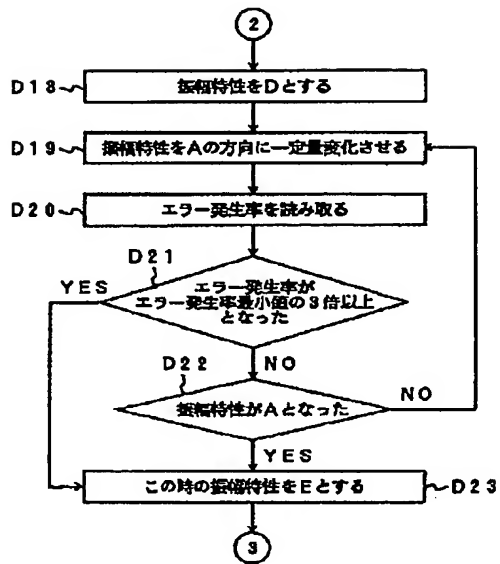 2
D18
振幅特性をDとする
D19
振幅特性をAの方向に一定量変化させる
D20
エラー発生率を読み取る
D21
YES
エラー発生率が
エラー発生率最小値の3倍以上
となった
NO
D22
NO
振幅特性がAとなった
YES
この時の振幅特性をEとする
D23
3